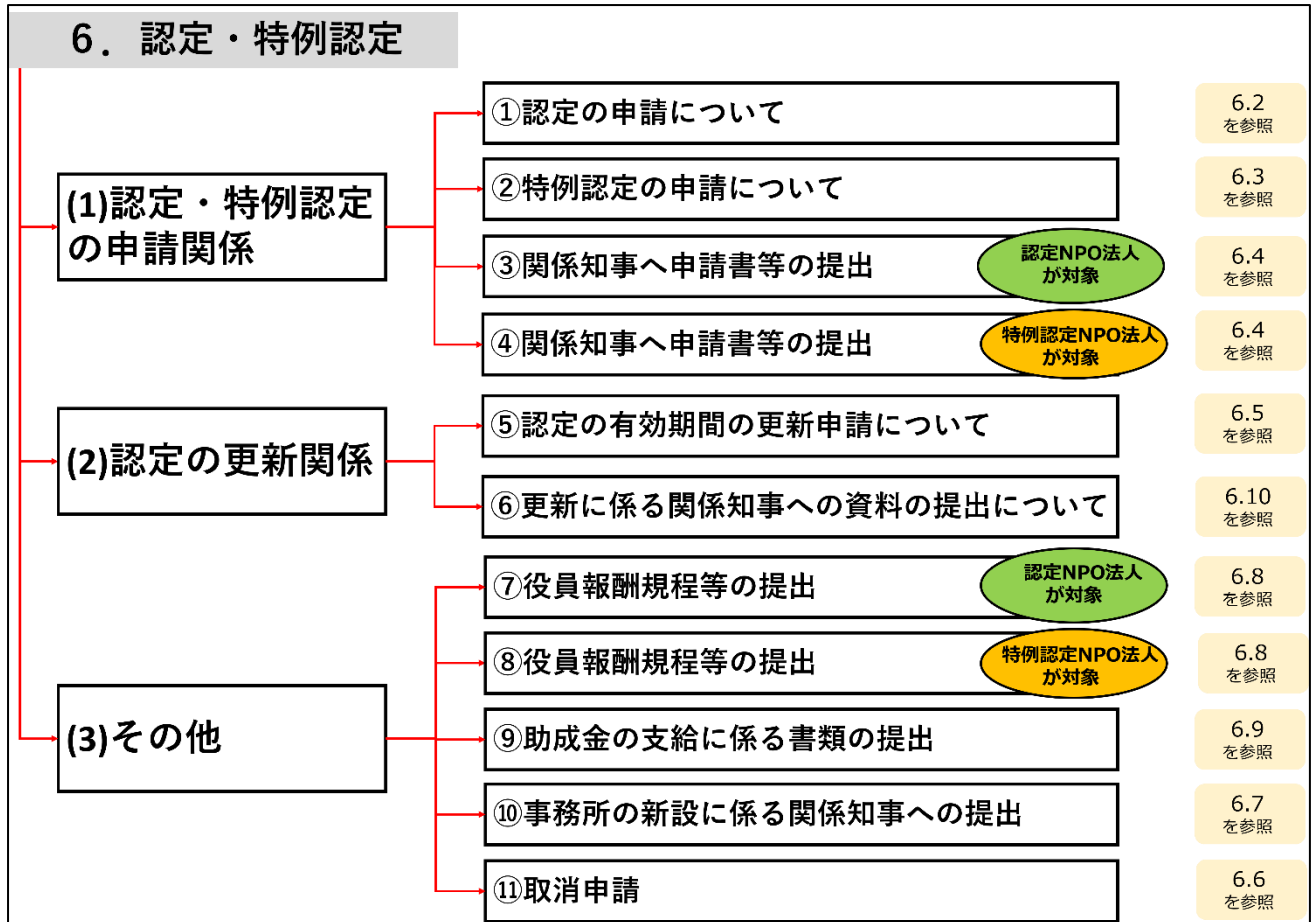 6. 認定・特例認定
(1)認定・特例認定
の申請関係
①認定の申請について
6.2
を参照
②特例認定の申請について
6.3
を参照
③関係知事へ申請書等の提出
認定NPO法人
が対象
6.4
を参照
④関係知事へ申請書等の提出
特例認定NPO法人
が対象
6.4
を参照
(2)認定の更新関係
⑤認定の有効期間の更新申請について
6.5
を参照
⑥更新に係る関係知事への資料の提出について
6.10
を参照
(3)その他
⑦役員報酬規程等の提出
認定NPO法人
が対象
6.8
を参照
⑧役員報酬規程等の提出
特例認定NPO法人
が対象
6.8
を参照
⑨助成金の支給に係る書類の提出
6.9
を参照
⑩事務所の新設に係る関係知事への提出
6.7
を参照
⑪取消申請
6.6
を参照